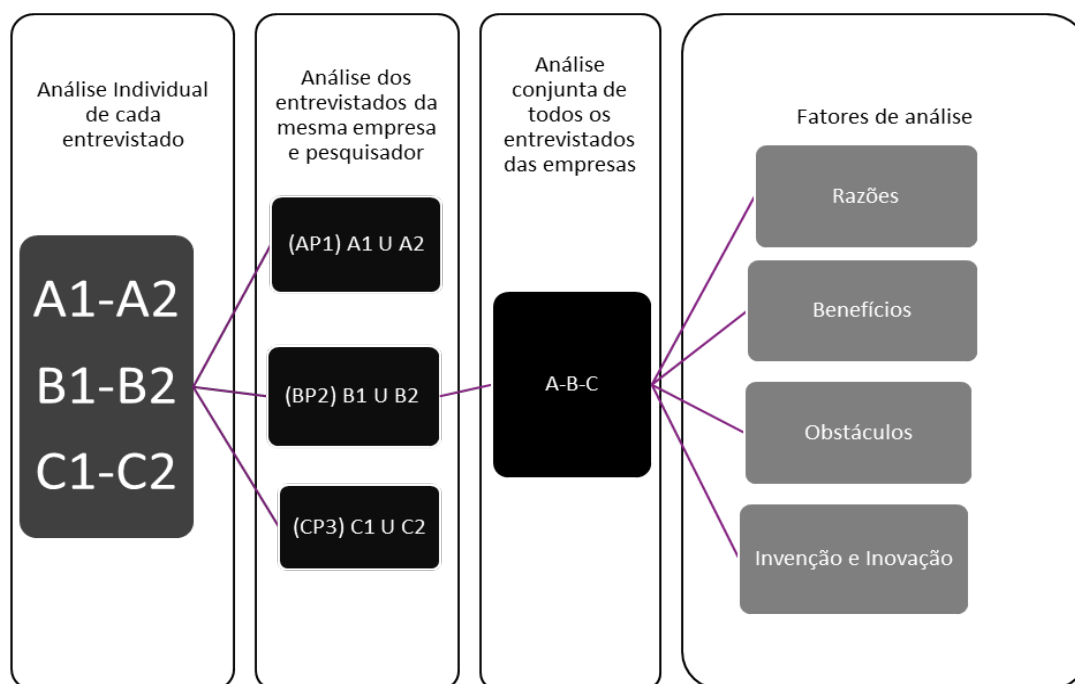 Análise Individual
de cada
entrevistado
A1-A2
B1-B2
C1-C2
Análise dos
entrevistados da
mesma empresa
e pesquisador
(AP1) A1 U A2
(BP2) B1 U B2
(CP3) C1 U C2
Análise
conjunta de
todos os
entrevistados
das empresas
A-B-C
Fatores de análise
Razões
Benefícios
Obstáculos
Invenção e Inovação